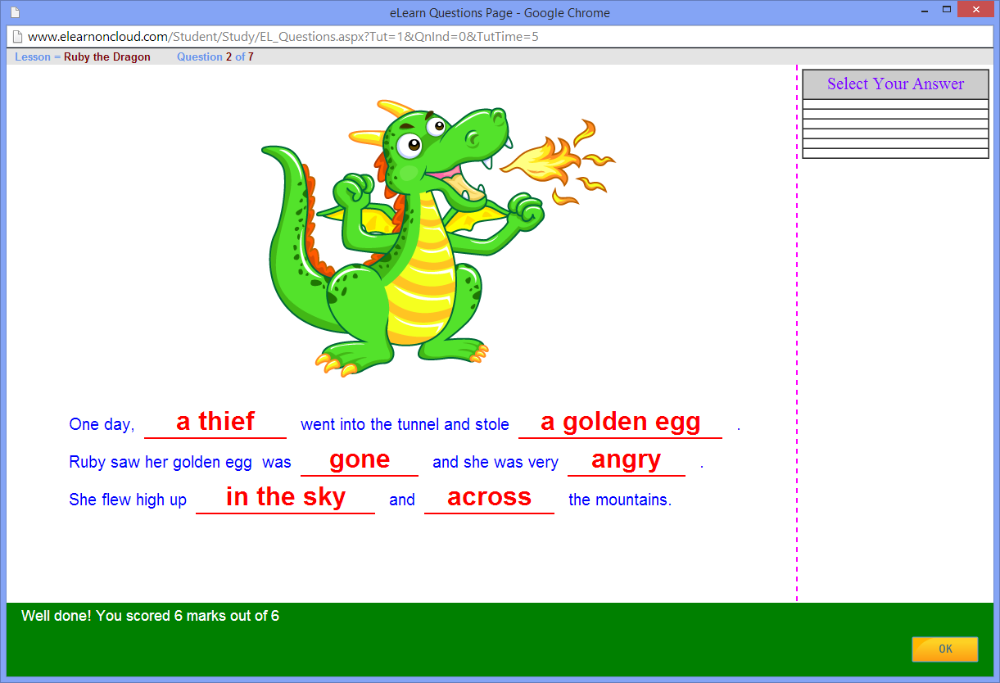 eLearn Questions Page - Google Chrome
www.elearnoncloud.com/Student/Study/EL_Questions.aspx?Tut=1&QnInd=0&TutTime=5
Lesson = Ruby the Dragon Question 2 of 7
Select Your Answer
One day, a thief went into the tunnel and stole a golden egg .
Ruby saw her golden egg was gone and she was very angry .
She flew high up in the sky and across the mountains.
Well done! You scored 6 marks out of 6
OK